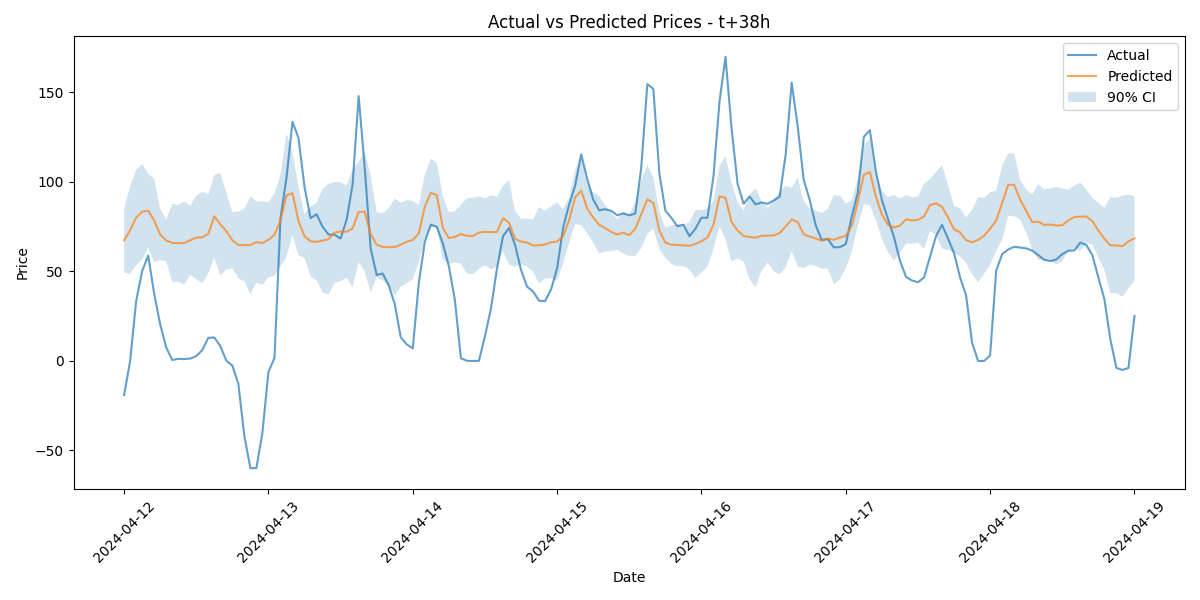 Actual vs Predicted Prices - t+38h
Actual
Predicted
90% CI
Price
150
100
50
0
−50
2024-04-12
2024-04-13
2024-04-14
2024-04-15
2024-04-16
2024-04-17
2024-04-18
2024-04-19
Date